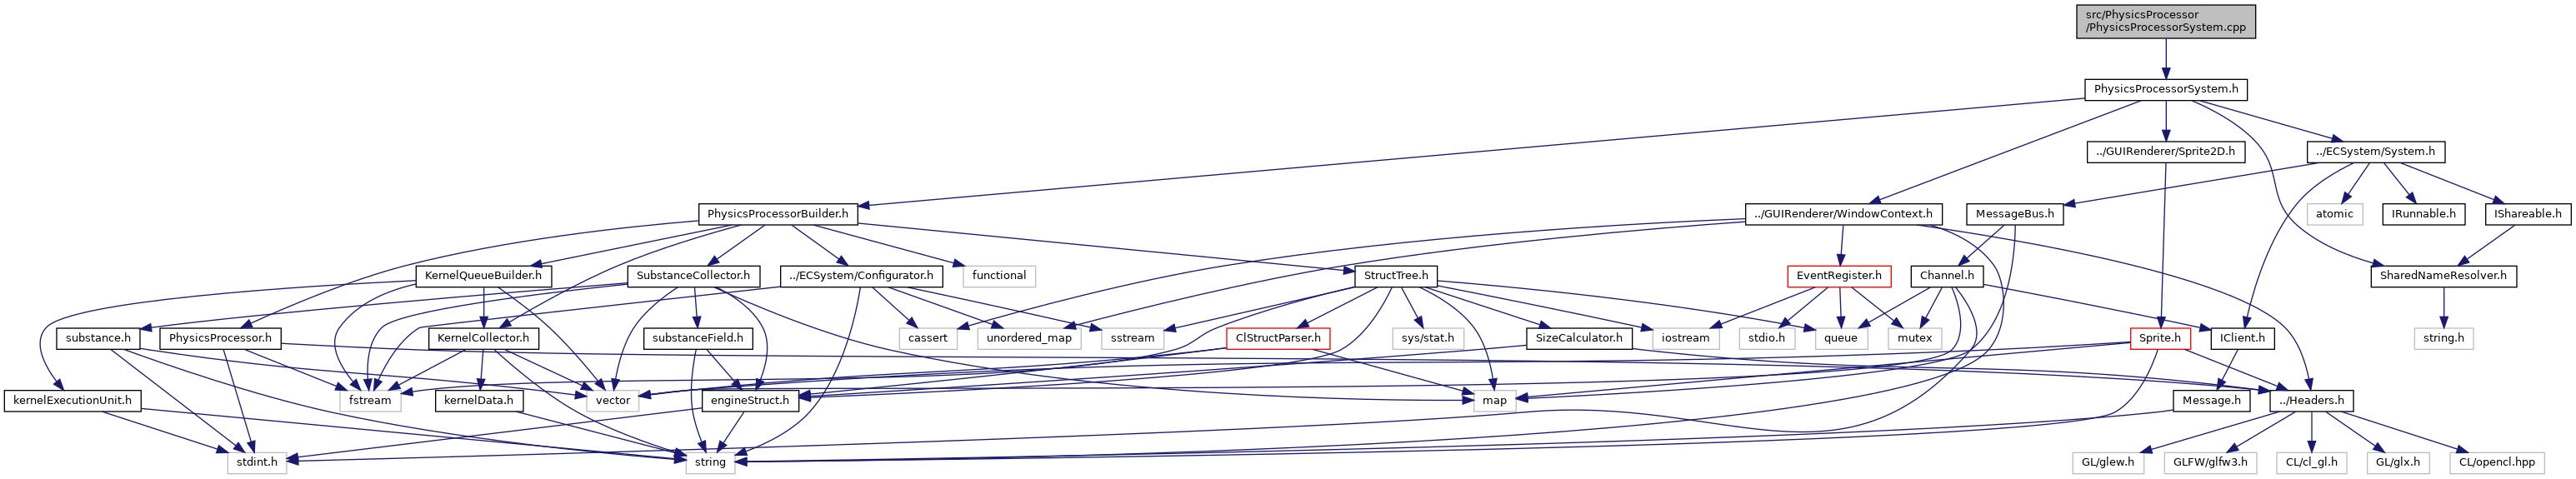 src/PhysicsProcessor
/PhysicsProcessorSystem.cpp
PhysicsProcessorSystem.h
../GUIRenderer/Sprite2D.h
../ECSystem/System.h
PhysicsProcessorBuilder.h
../GUIRenderer/WindowContext.h
MessageBus.h
atomic
IRunnable.h
IShareable.h
KernelQueueBuilder.h
SubstanceCollector.h
../ECSystem/Configurator.h
functional
StructTree.h
EventRegister.h
Channel.h
SharedNameResolver.h
substance.h
PhysicsProcessor.h
KernelCollector.h
substanceField.h
cassert
unordered_map
sstream
ClStructParser.h
sys/stat.h
SizeCalculator.h
iostream
stdio.h
queue
mutex
Sprite.h
IClient.h
string.h
kernelExecutionUnit.h
fstream
kernelData.h
vector
engineStruct.h
map
Message.h
../Headers.h
stdint.h
string
GL/glew.h
GLFW/glfw3.h
CL/cl_gl.h
GL/glx.h
CL/opencl.hpp